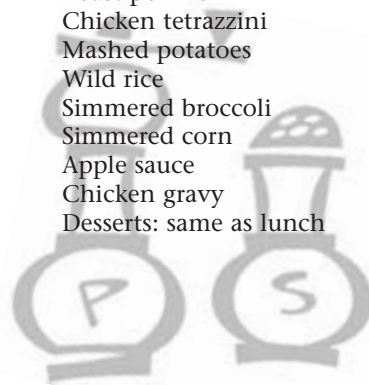 Chicken tetrazzini
Mashed potatoes
Wild rice
Simmered broccoli
Simmered corn
Apple sauce
Chicken gravy
Desserts: same as lunch
P S